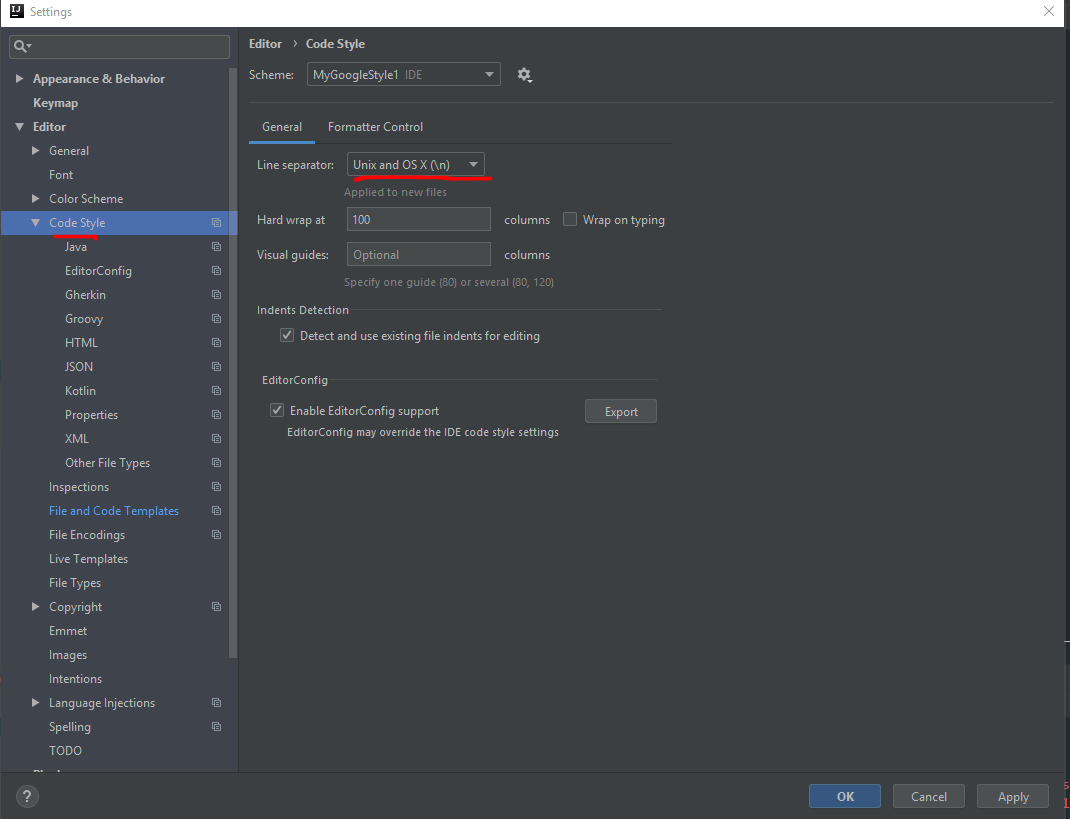 Settings
Appearance & Behavior
Keymap
Editor
General
Font
Color Scheme
Code Style
Java
EditorConfig
Gherkin
Groovy
HTML
JSON
Kotlin
Properties
XML
Other File Types
Inspections
File and Code Templates
File Encodings
Live Templates
File Types
Copyright
Emmet
Images
Intentions
Language Injections
Spelling
TODO
Editor › Code Style
Scheme: MyGoogleStyle1 IDE
General Formatter Control
Line separator: Unix and OS X (\n)
Applied to new files
Hard wrap at 100 columns Wrap on typing
Visual guides: Optional columns
Specify one guide (80) or several (80, 120)
Indents Detection
Detect and use existing file indents for editing
EditorConfig
Enable EditorConfig support Export
EditorConfig may override the IDE code style settings
? OK Cancel Apply